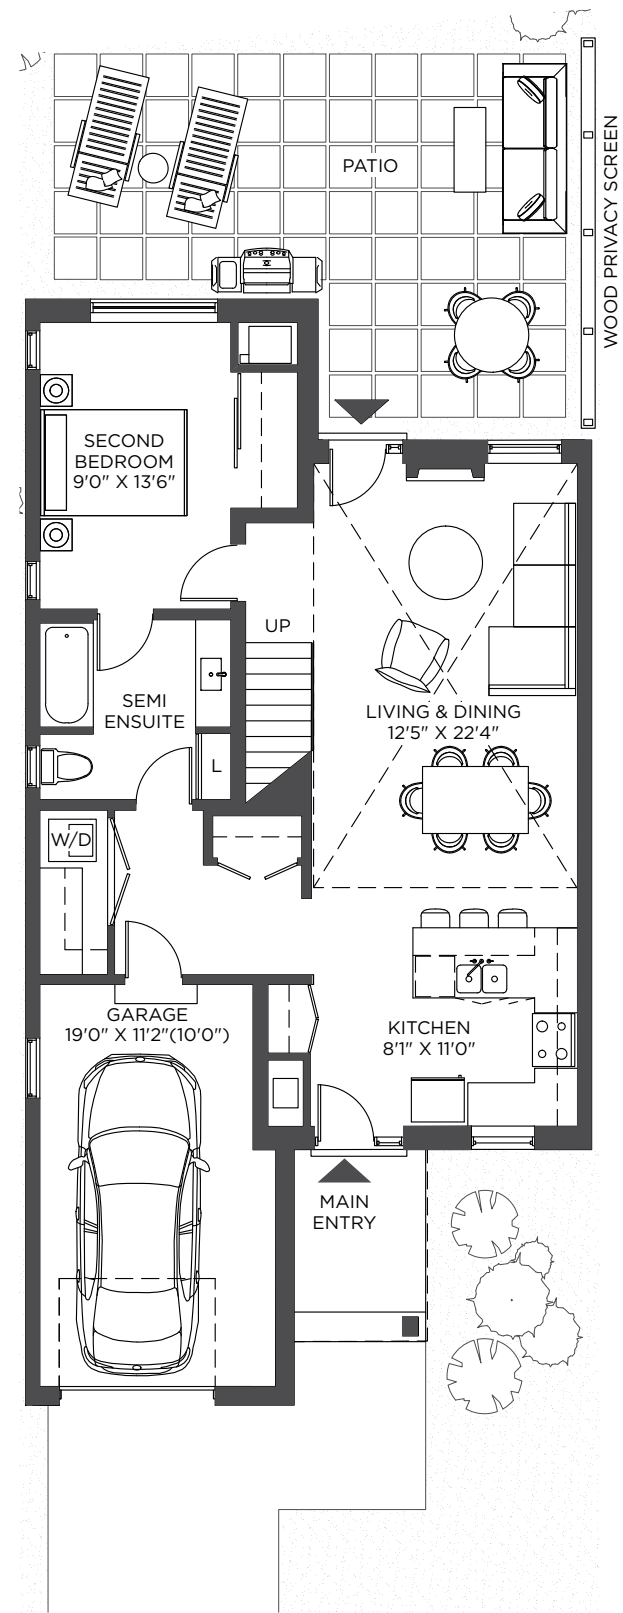 PATIO
WOOD PRIVACY SCREEN
SECOND
BEDROOM
9'0" X 13'6"
UP
SEMI
ENSUITE
LIVING & DINING
12'5" X 22'4"
L
W/D
GARAGE
19'0" X 11'2"(10'0")
KITCHEN
8'1" X 11'0"
MAIN
ENTRY